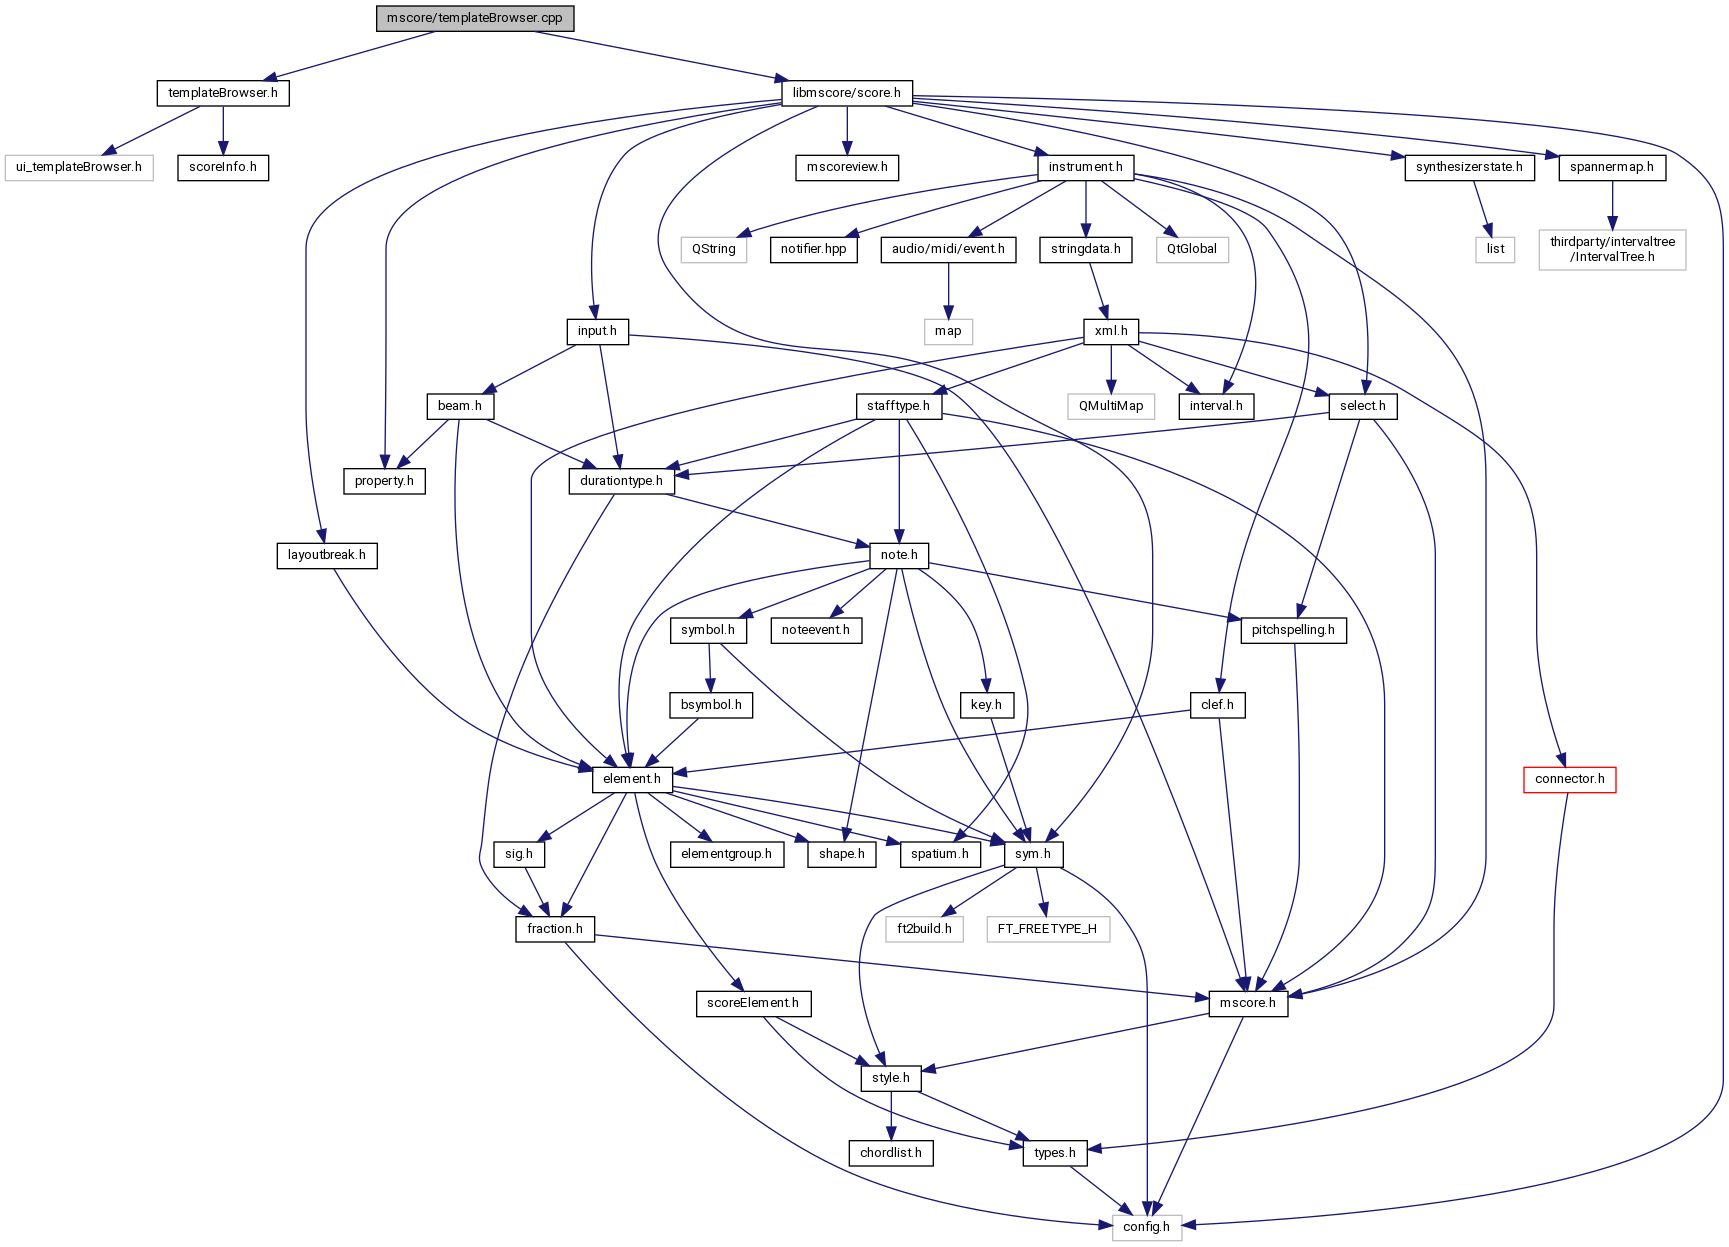 mscore/templateBrowser.cpp
templateBrowser.h
libmscore/score.h
ui_templateBrowser.h
scoreInfo.h
mscoreview.h
instrument.h
synthesizerstate.h
spannermap.h
QString
notifier.hpp
audio/midi/event.h
stringdata.h
QtGlobal
list
thirdparty/intervaltree
/IntervalTree.h
input.h
map
xml.h
beam.h
stafftype.h
QMultiMap
interval.h
select.h
property.h
durationtype.h
layoutbreak.h
note.h
symbol.h
noteevent.h
pitchspelling.h
bsymbol.h
key.h
clef.h
element.h
connector.h
sig.h
elementgroup.h
shape.h
spatium.h
sym.h
fraction.h
ft2build.h
FT_FREETYPE_H
scoreElement.h
mscore.h
style.h
chordlist.h
types.h
config.h